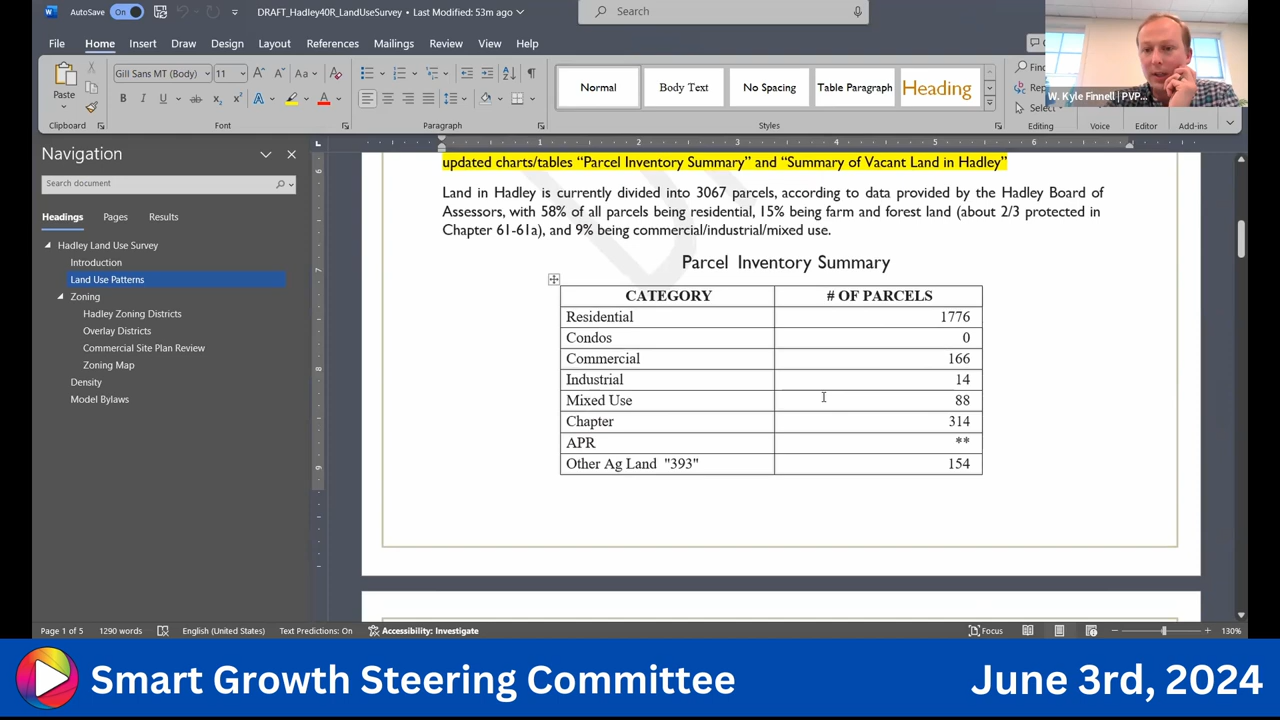 AutoSave On DRAFT_Hadley40R_LandUseSurvey • Last Modified: 53m ago Search
File Home Insert Draw Design Layout References Mailings Review View Help
Paste Gill Sans MT (Body) 11 Normal Body Text No Spacing Table Paragraph Heading
Clipboard Font Paragraph Styles Editing Voice Editor Add-ins
W. Kyle Finnell | PVP...
Navigation
Search document
Headings Pages Results
Hadley Land Use Survey
Introduction
Land Use Patterns
Zoning
Hadley Zoning Districts
Overlay Districts
Commercial Site Plan Review
Zoning Map
Density
Model Bylaws
updated charts/tables “Parcel Inventory Summary” and “Summary of Vacant Land in Hadley”
Land in Hadley is currently divided into 3067 parcels, according to data provided by the Hadley Board of
Assessors, with 58% of all parcels being residential, 15% being farm and forest land (about 2/3 protected in
Chapter 61-61a), and 9% being commercial/industrial/mixed use.
Parcel Inventory Summary
CATEGORY # OF PARCELS
Residential 1776
Condos 0
Commercial 166
Industrial 14
Mixed Use 88
Chapter 314
APR **
Other Ag Land "393" 154
Page 1 of 5 1290 words English (United States) Text Predictions: On Accessibility: Investigate Focus 130%
Smart Growth Steering Committee June 3rd, 2024